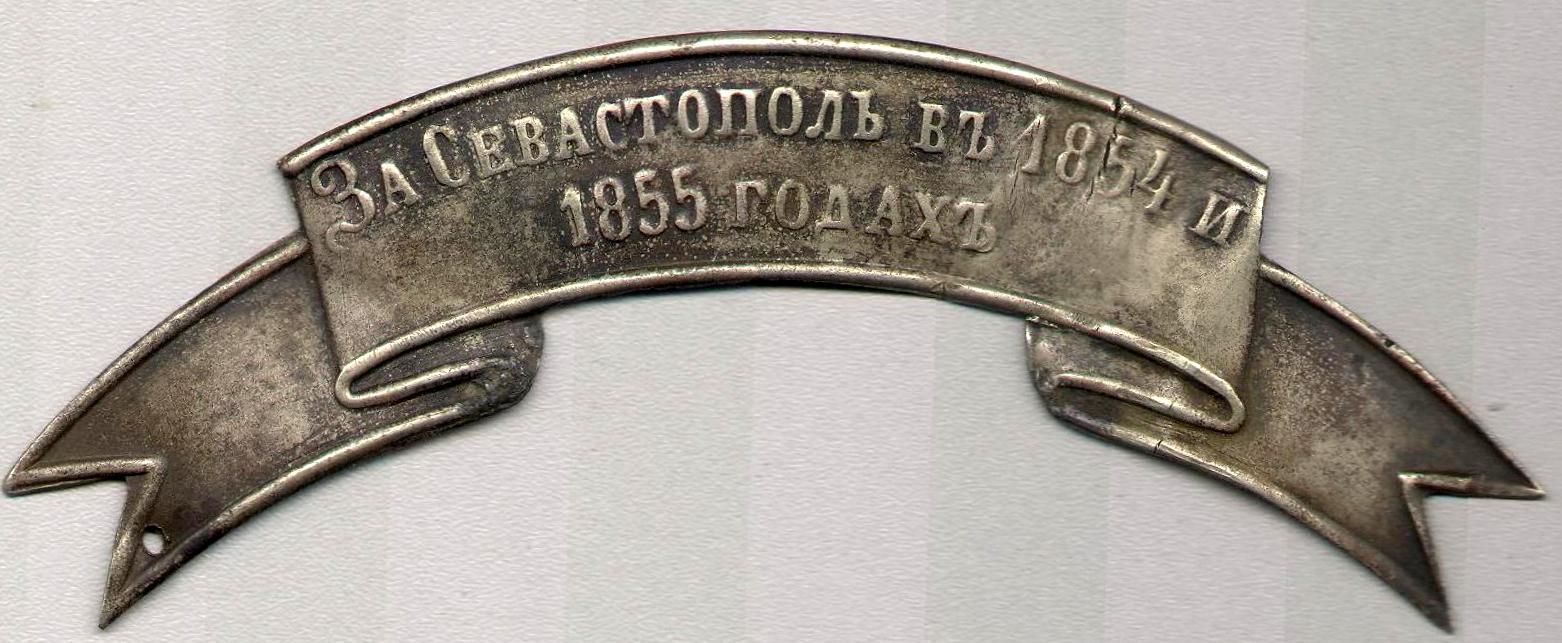 За Севастополь въ 1854 и
1855 годахъ